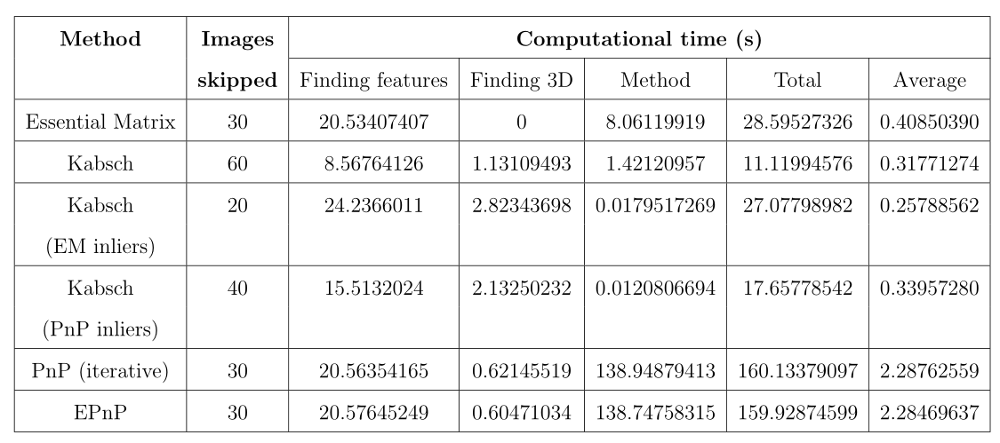 Method Images Computational time (s)
skipped Finding features Finding 3D Method Total Average
Essential Matrix 30 20.53407407 0 8.06119919 28.59527326 0.40850390
Kabsch 60 8.56764126 1.13109493 1.42120957 11.11994576 0.31771274
Kabsch 20 24.2366011 2.82343698 0.0179517269 27.07798982 0.25788562
(EM inliers)
Kabsch 40 15.5132024 2.13250232 0.0120806694 17.65778542 0.33957280
(PnP inliers)
PnP (iterative) 30 20.56354165 0.62145519 138.94879413 160.13379097 2.28762559
EPnP 30 20.57645249 0.60471034 138.74758315 159.92874599 2.28469637